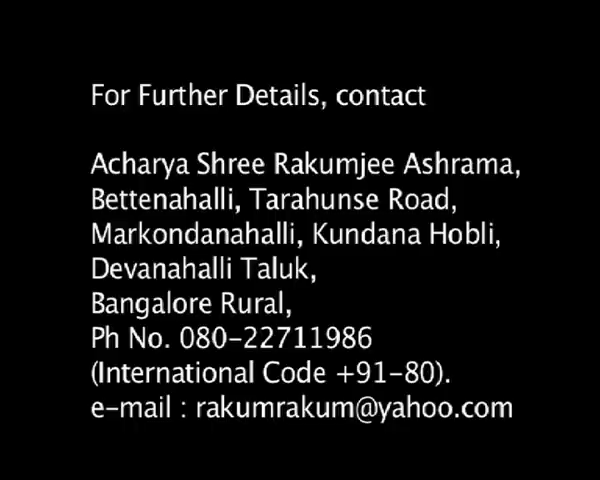 For Further Details, contact
Acharya Shree Rakumjee Ashrama,
Bettenahalli, Tarahunse Road,
Markondanahalli, Kundana Hobli,
Devanahalli Taluk,
Bangalore Rural,
Ph No. 080-22711986
(International Code +91-80).
e-mail : rakumrakum@yahoo.com